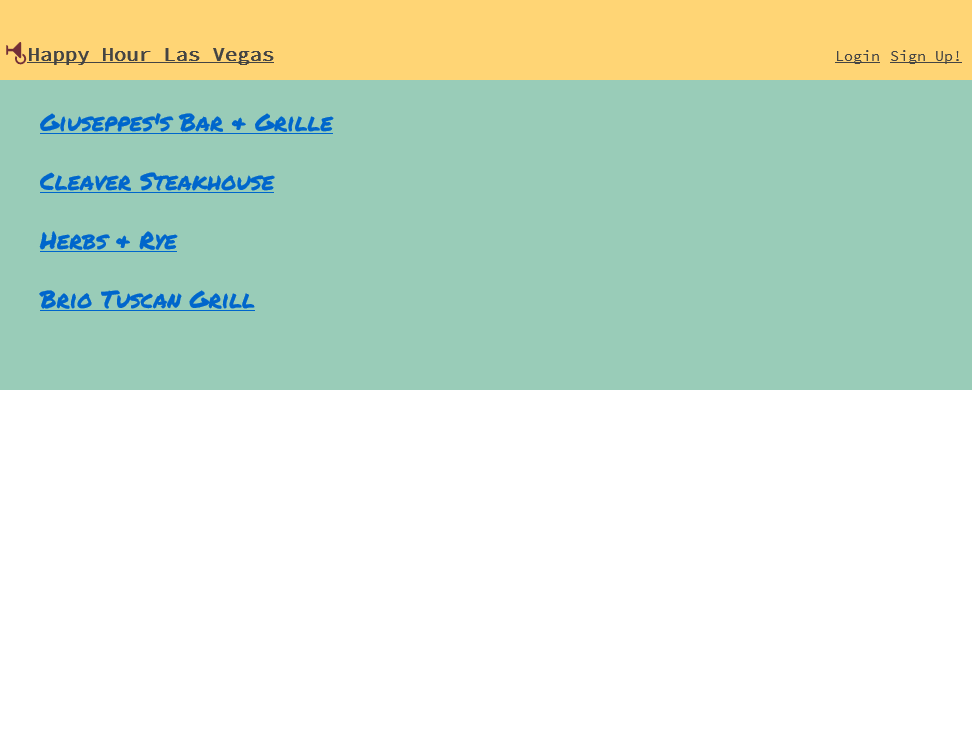 Happy Hour Las Vegas
Login Sign Up!
Giuseppes's Bar & Grille
Cleaver Steakhouse
Herbs & Rye
Brio Tuscan Grill